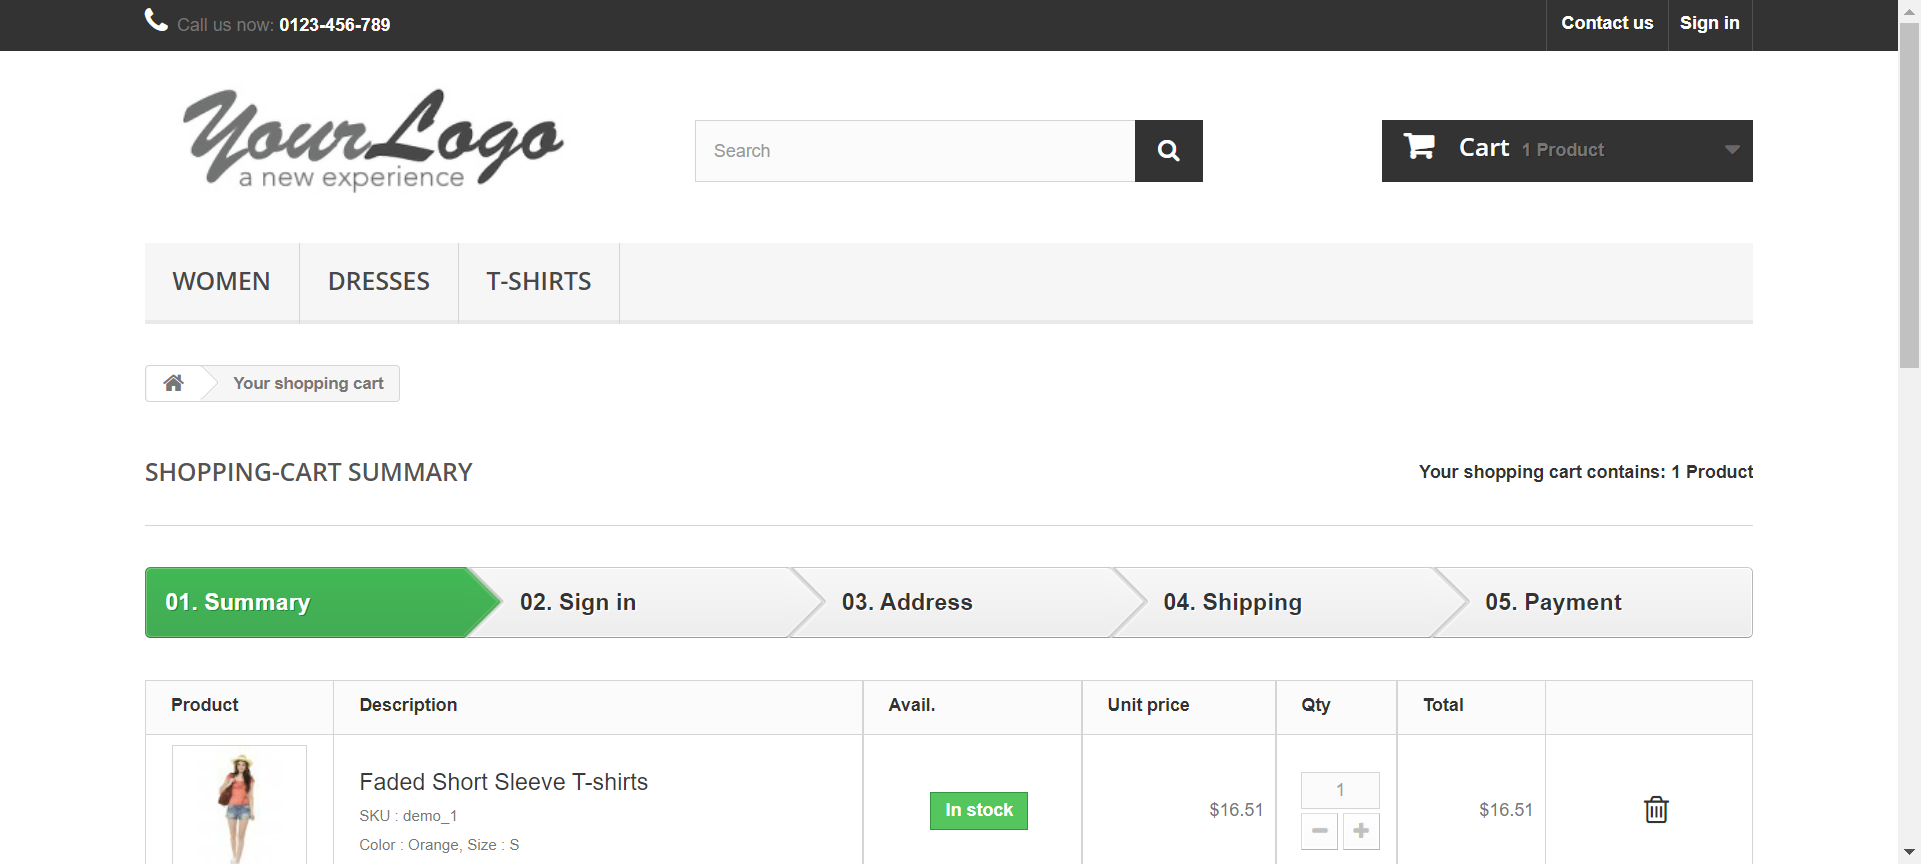 Call us now: 0123-456-789
Contact us
Sign in
YourLogo
a new experience
Search
Cart 1 Product
WOMEN
DRESSES
T-SHIRTS
Your shopping cart
SHOPPING-CART SUMMARY
Your shopping cart contains: 1 Product
01. Summary
02. Sign in
03. Address
04. Shipping
05. Payment
Product
Description
Avail.
Unit price
Qty
Total
Faded Short Sleeve T-shirts
SKU : demo_1
Color : Orange, Size : S
In stock
$16.51
1
$16.51